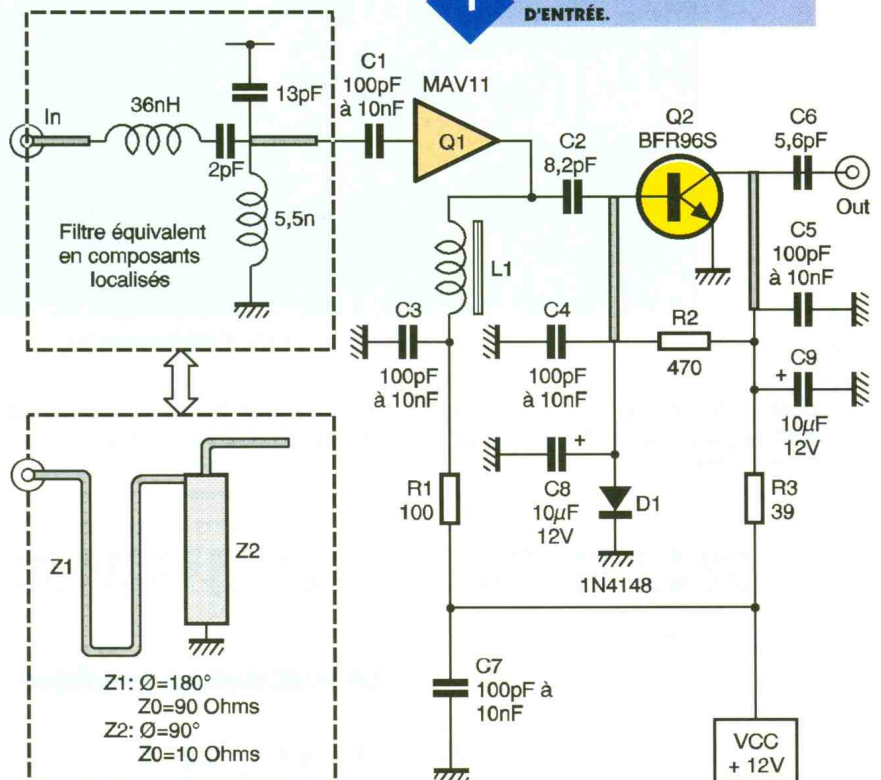 1
D'ENTRÉE.
In
36nH
2pF
13pF
5,5n
Filtre équivalent
en composants
localisés
C1
100pF
à 10nF
MAV11
Q1
C2
8,2pF
Q2
BFR96S
C6
5,6pF
Out
L1
C5
100pF
à 10nF
C3
100pF
à 10nF
C4
100pF
à 10nF
R2
470
C9
+
10µF
12V
R1
100
+
C8
10µF
12V
D1
1N4148
R3
39
Z1
Z2
Z1: Ø=180°
Z0=90 Ohms
Z2: Ø=90°
Z0=10 Ohms
C7
100pF à
10nF
VCC
+ 12V